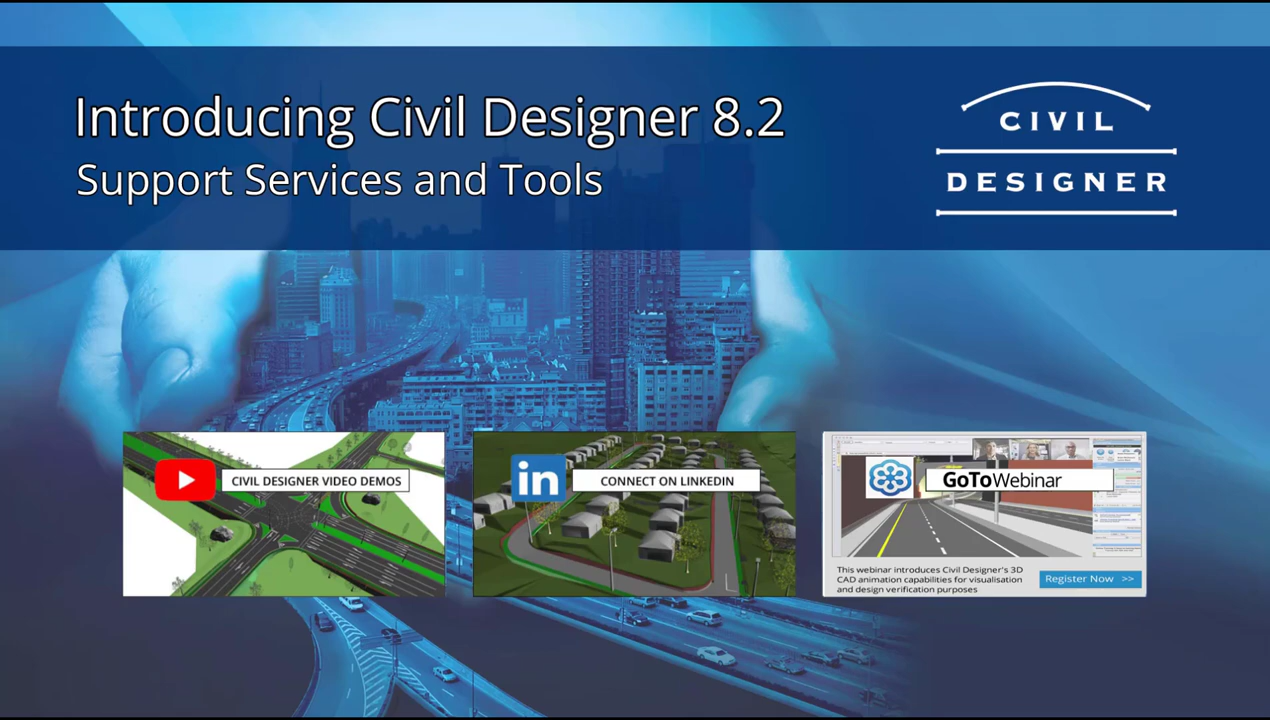 Introducing Civil Designer 8.2
Support Services and Tools
CIVIL
DESIGNER
CIVIL DESIGNER VIDEO DEMOS
in
CONNECT ON LINKEDIN
GoToWebinar
This webinar introduces Civil Designer's 3D
CAD animation capabilities for visualisation
and design verification purposes
Register Now >>